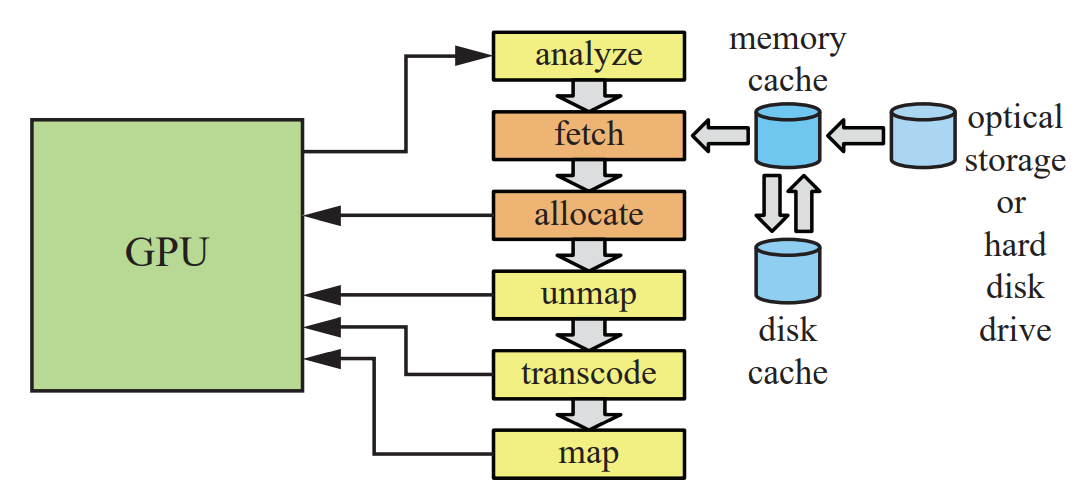 GPU
analyze
fetch
allocate
unmap
transcode
map
memory
cache
disk
cache
optical
storage
or
hard
disk
drive